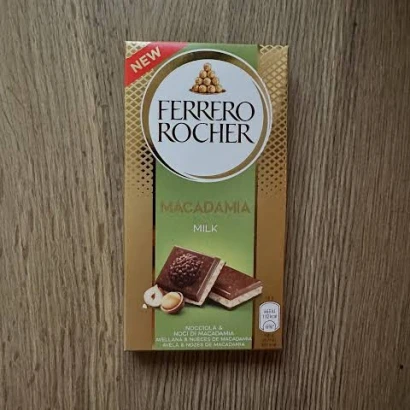 NEW
FERRERO
ROCHER
MACADAMIA
MILK
NOCCIOLA &
NOCI DI MACADAMIA
AVELLANA & NUECES DE MACADAMIA
AVELÃ & NOZES DE MACADÂMIA